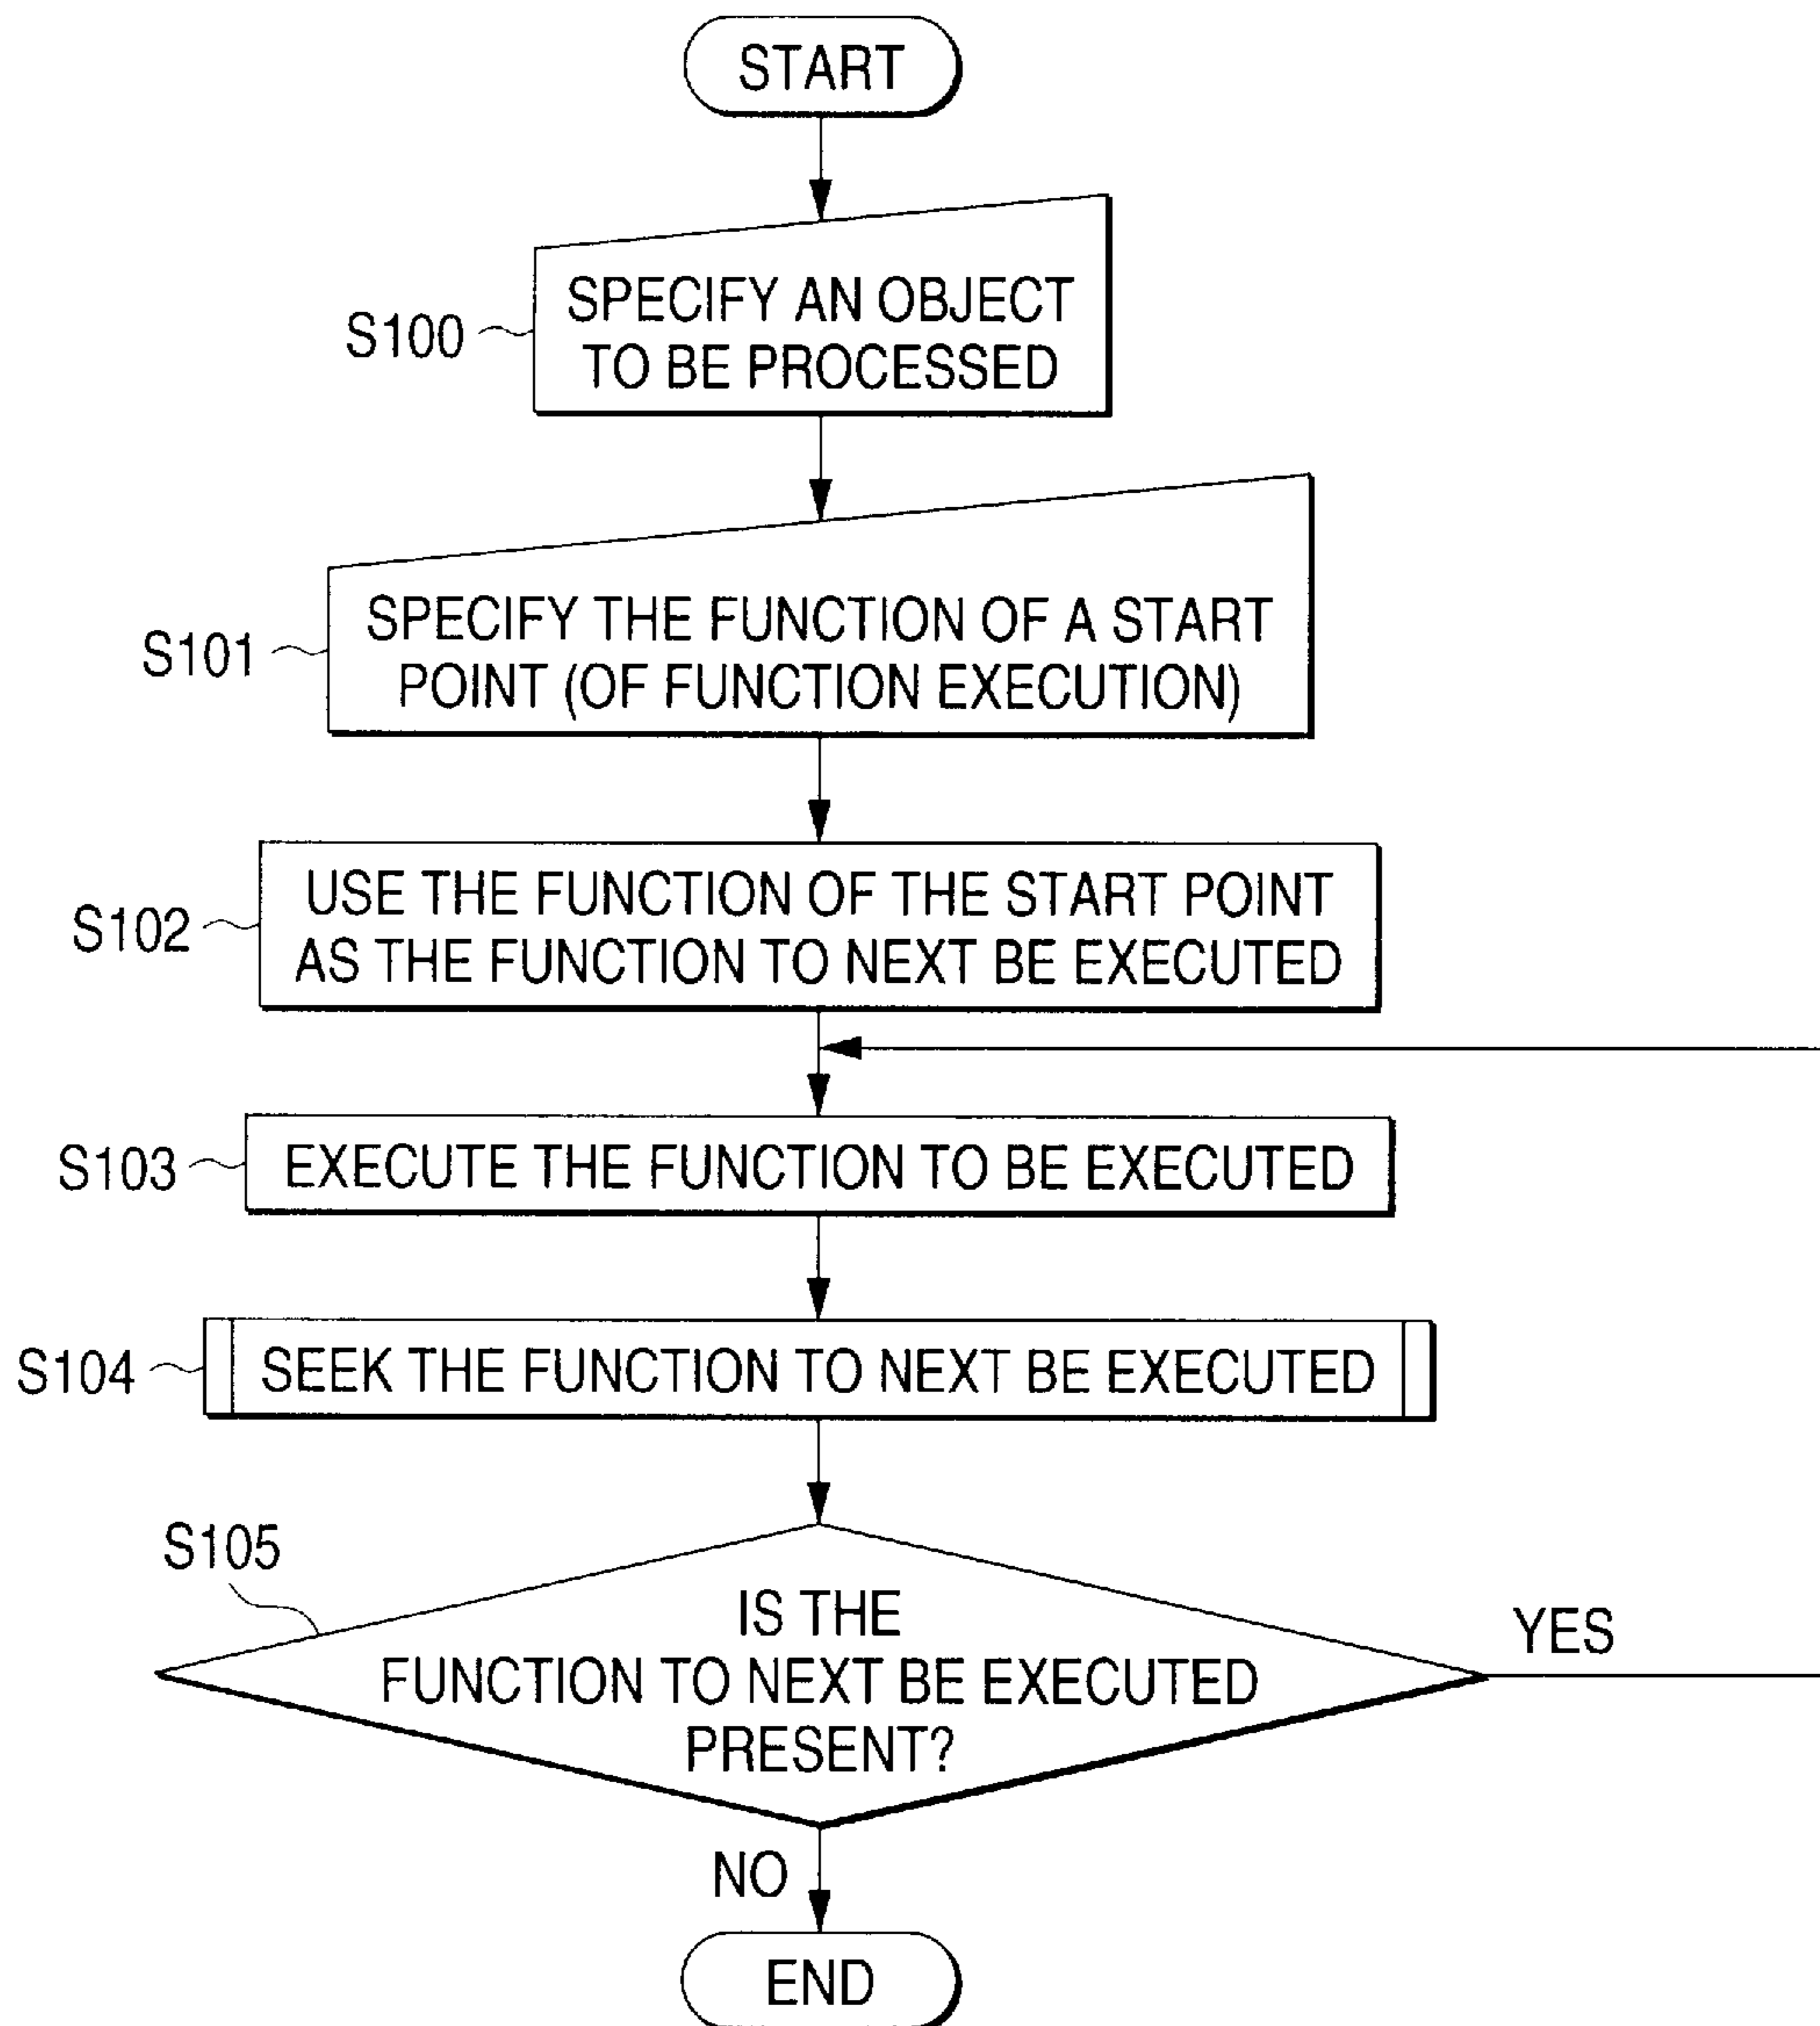 START
S100
SPECIFY AN OBJECT
TO BE PROCESSED
S101
SPECIFY THE FUNCTION OF A START
POINT (OF FUNCTION EXECUTION)
S102
USE THE FUNCTION OF THE START POINT
AS THE FUNCTION TO NEXT BE EXECUTED
S103
EXECUTE THE FUNCTION TO BE EXECUTED
S104
SEEK THE FUNCTION TO NEXT BE EXECUTED
S105
IS THE
FUNCTION TO NEXT BE EXECUTED
PRESENT?
YES
NO
END